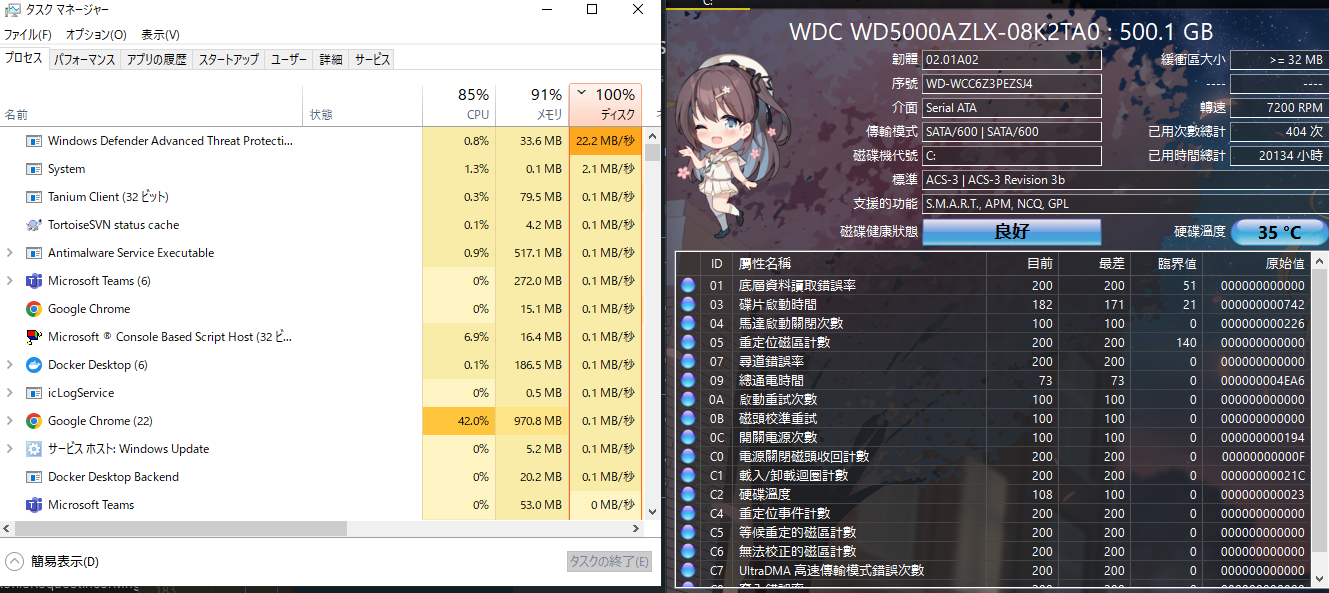 タスク マネージャー
ファイル(F) オプション(O) 表示(V)
プロセス パフォーマンス アプリの履歴 スタートアップ ユーザー 詳細 サービス
85% 91% 100%
名前 状態 CPU メモリ ディスク
Windows Defender Advanced Threat Protecti... 0.8% 33.6 MB 22.2 MB/秒
System 1.3% 0.1 MB 2.1 MB/秒
Tanium Client (32 ビット) 0.3% 79.5 MB 0.1 MB/秒
TortoiseSVN status cache 0.1% 4.2 MB 0.1 MB/秒
Antimalware Service Executable 0.9% 517.1 MB 0.1 MB/秒
Microsoft Teams (6) 0% 272.0 MB 0.1 MB/秒
Google Chrome 0% 15.1 MB 0.1 MB/秒
Microsoft ® Console Based Script Host (32 ビ... 6.9% 16.4 MB 0.1 MB/秒
Docker Desktop (6) 0.1% 186.5 MB 0.1 MB/秒
icLogService 0% 0.5 MB 0.1 MB/秒
Google Chrome (22) 42.0% 970.8 MB 0.1 MB/秒
サービス ホスト: Windows Update 0% 5.2 MB 0.1 MB/秒
Docker Desktop Backend 0% 20.2 MB 0.1 MB/秒
Microsoft Teams 0% 53.0 MB 0 MB/秒
簡易表示(D) タスクの終了(E)
C:
WDC WD5000AZLX-08K2TA0 : 500.1 GB
韌體 02.01A02 緩衝區大小 >= 32 MB
序號 WD-WCC6Z3PEZSJ4 ---- ----
介面 Serial ATA 轉速 7200 RPM
傳輸模式 SATA/600 | SATA/600 已用次數總計 404 次
磁碟機代號 C: 已用時間總計 20134 小時
標準 ACS-3 | ACS-3 Revision 3b
支援的功能 S.M.A.R.T., APM, NCQ, GPL
磁碟健康狀態 良好 硬碟溫度 35 °C
ID 屬性名稱 目前 最差 臨界值 原始值
01 底層資料讀取錯誤率 200 200 51 000000000000
03 碟片啟動時間 182 171 21 000000000742
04 馬達啟動關閉次數 100 100 0 000000000226
05 重定位磁區計數 200 200 140 000000000000
07 尋道錯誤率 200 200 0 000000000000
09 總通電時間 73 73 0 000000004EA6
0A 啟動重試次數 100 100 0 000000000000
0B 磁頭校準重試 100 100 0 000000000000
0C 開關電源次數 100 100 0 000000000194
C0 電源關閉磁頭收回計數 200 200 0 00000000000F
C1 載入/卸載迴圈計數 200 200 0 00000000021C
C2 硬碟溫度 108 100 0 000000000023
C4 重定位事件計數 200 200 0 000000000000
C5 等候重定的磁區計數 200 200 0 000000000000
C6 無法校正的磁區計數 200 200 0 000000000000
C7 UltraDMA 高速傳輸模式錯誤次數 200 200 0 000000000000